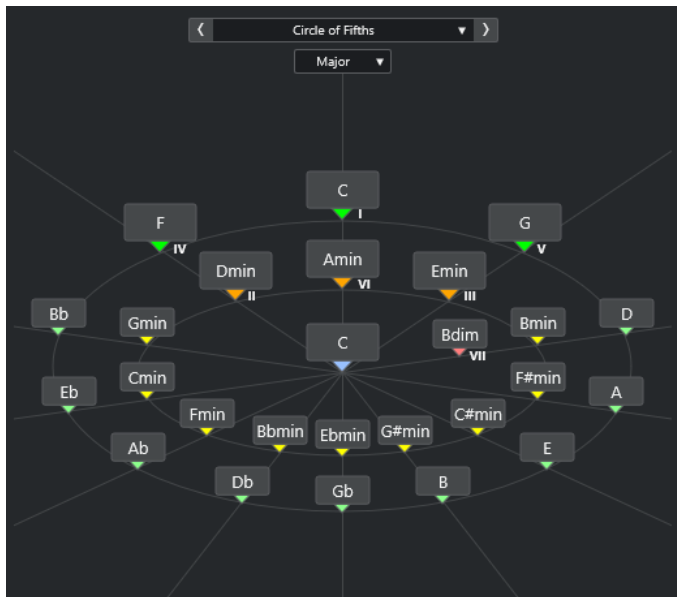 Circle of Fifths
Major
C
I
F
IV
G
V
Amin
VI
Dmin
II
Emin
III
Bb
D
Gmin
Bmin
Bdim
VII
C
Cmin
F#min
Eb
A
Fmin
C#min
Bbmin
Ebmin
G#min
Ab
E
Db
Gb
B